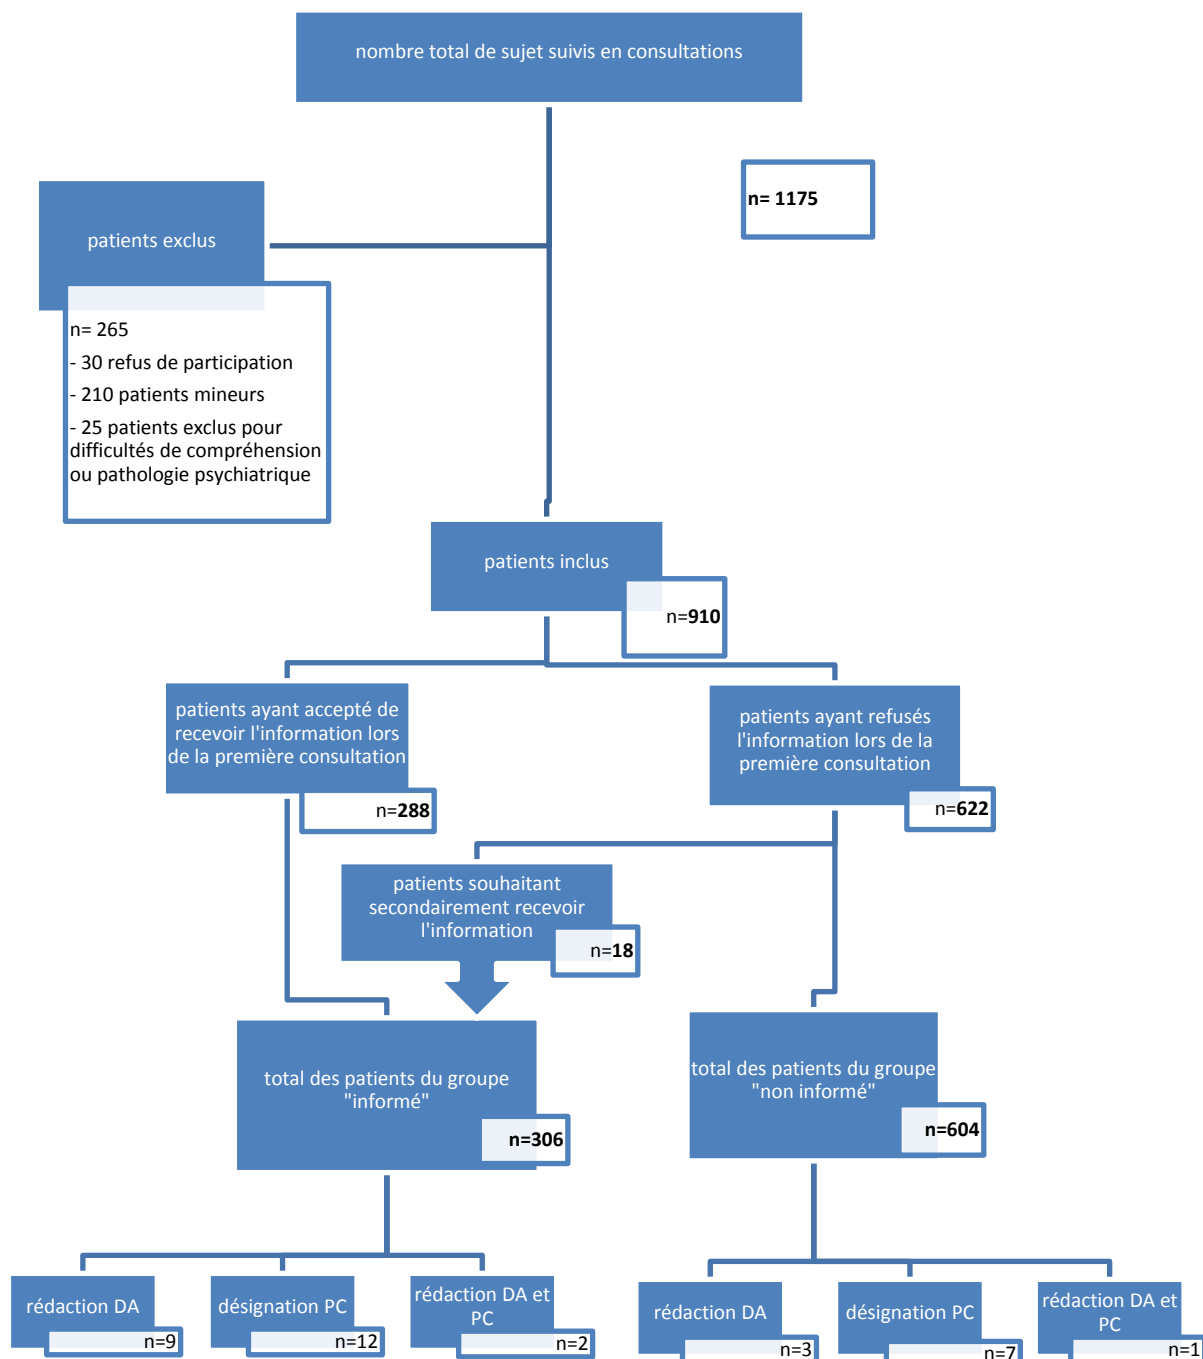 nombre total de sujet suivis en consultations
n= 1175
patients exclus
n= 265
- 30 refus de participation
- 210 patients mineurs
- 25 patients exclus pour
difficultés de compréhension
ou pathologie psychiatrique
patients inclus
n=910
patients ayant accepté de
recevoir l'information lors
de la première consultation
n=288
patients ayant refusés
l'information lors de la
première consultation
n=622
patients souhaitant
secondairement recevoir
l'information
n=18
total des patients du groupe
"informé"
n=306
total des patients du groupe
"non informé"
n=604
rédaction DA
n=9
désignation PC
n=12
rédaction DA et
PC
n=2
rédaction DA
n=3
désignation PC
n=7
rédaction DA et
PC
n=1